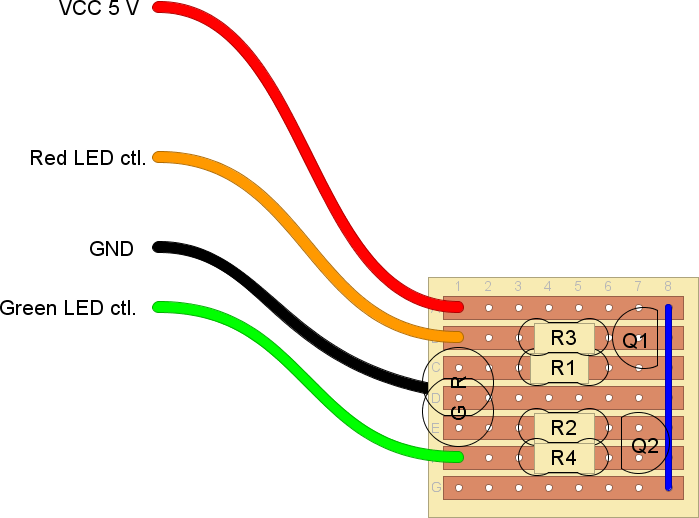 VCC 5 V
Red LED ctl.
GND
Green LED ctl.
1 2 3 4 5 6 7 8
R3
Q1
C
R
R1
D
G
E
R2
Q2
R4
G